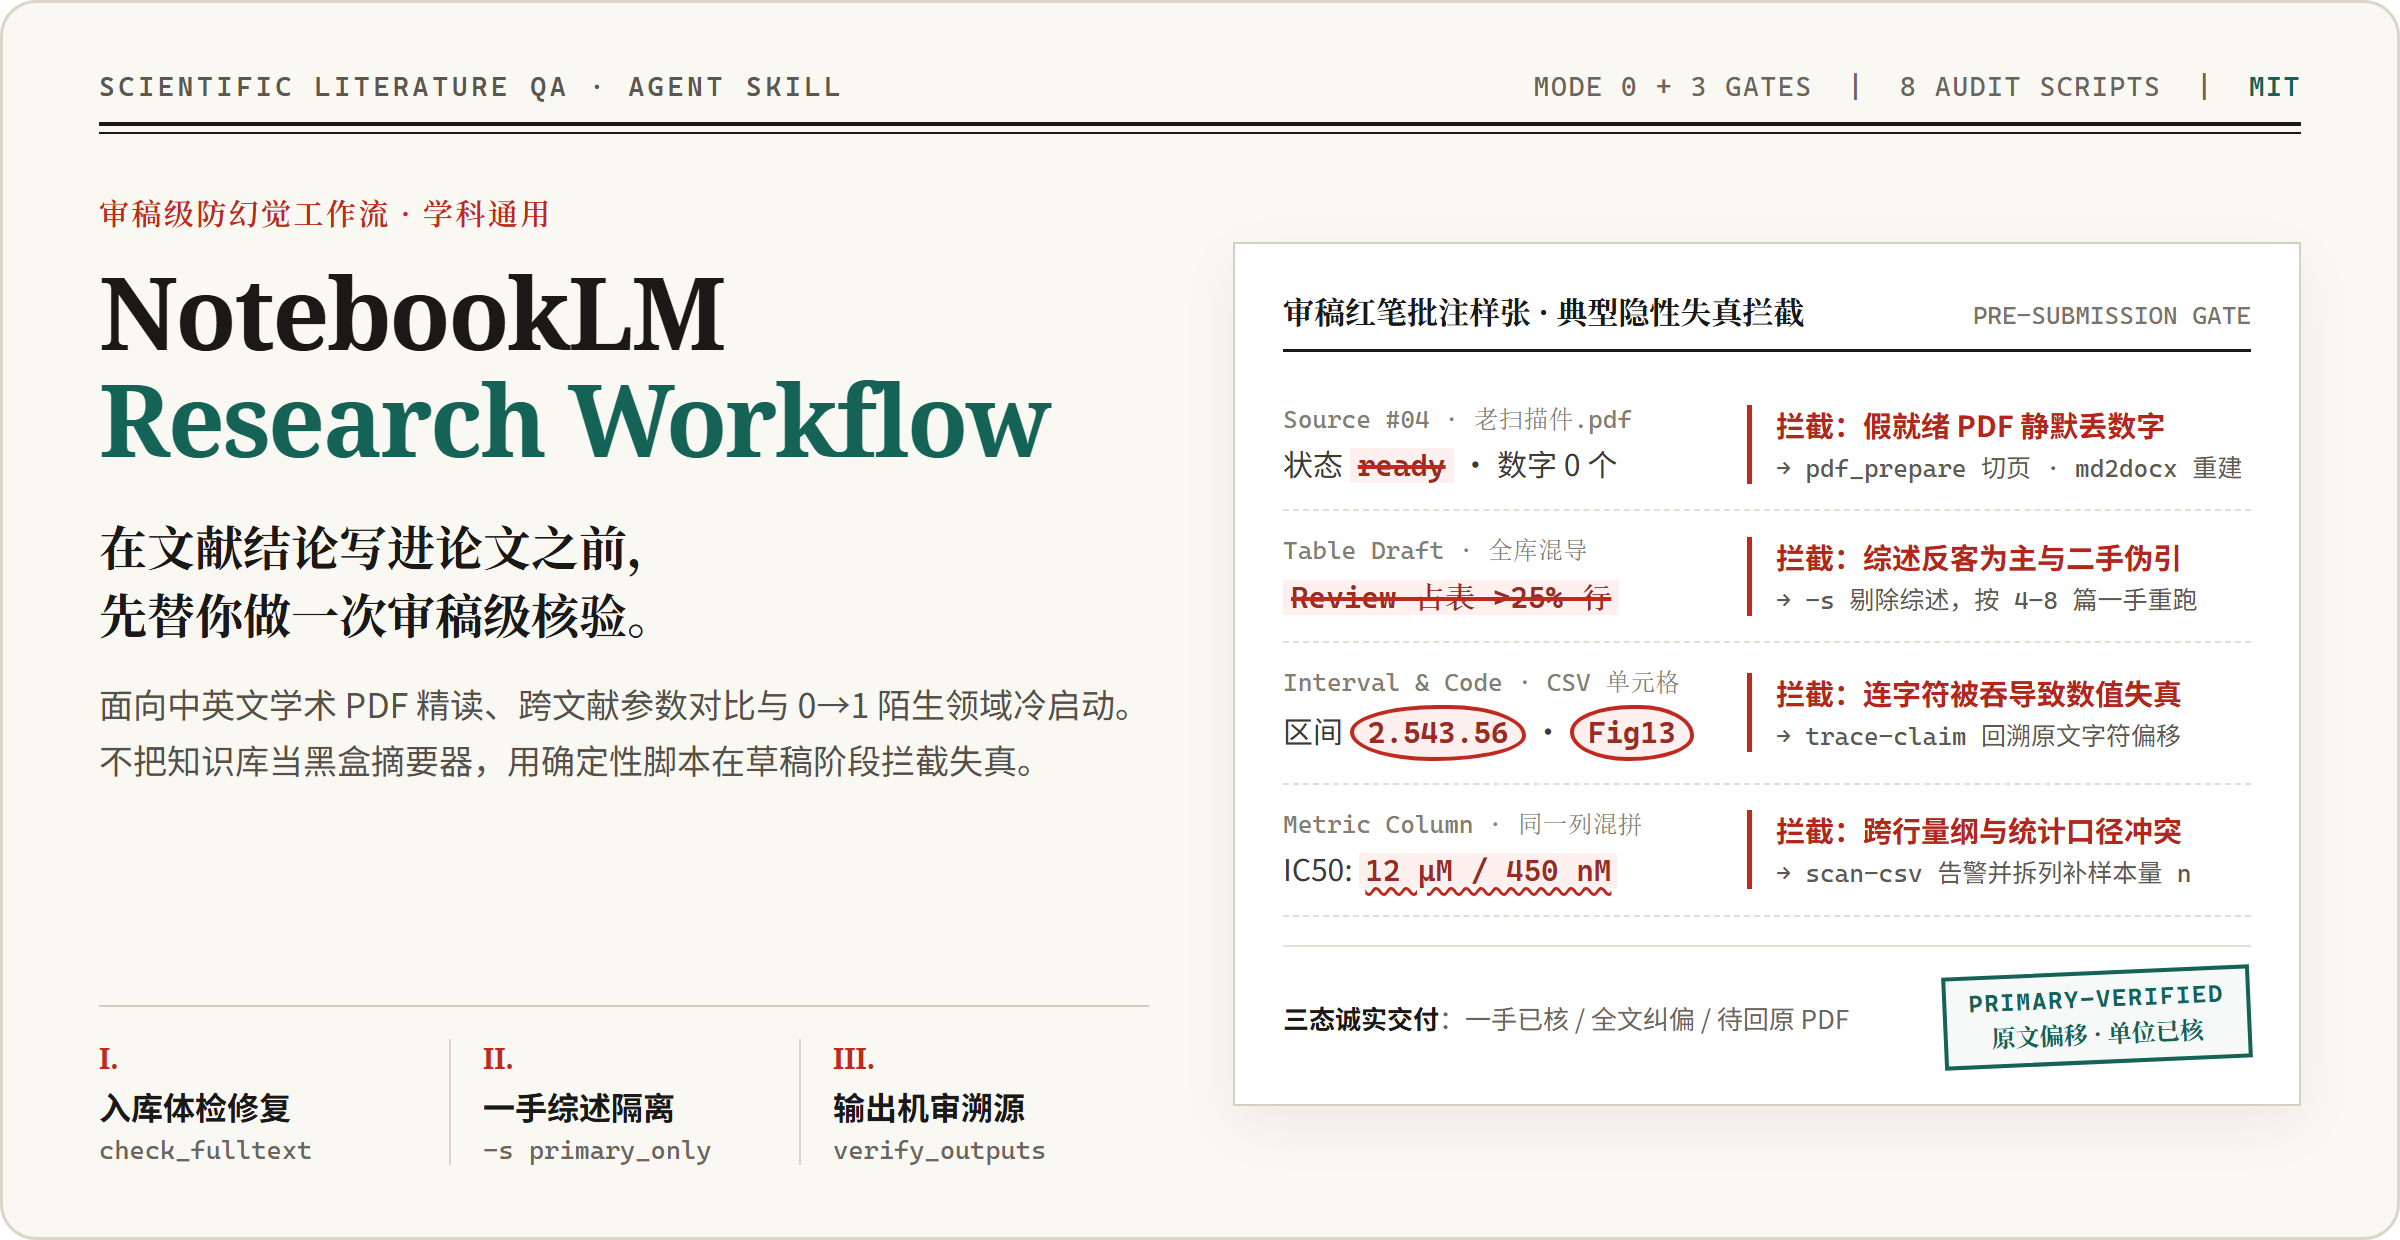 SCIENTIFIC LITERATURE QA · AGENT SKILL
MODE 0 + 3 GATES | 8 AUDIT SCRIPTS | MIT
审稿级防幻觉工作流 · 学科通用
NotebookLM
Research Workflow
在文献结论写进论文之前，
先替你做一次审稿级核验。
面向中英文学术 PDF 精读、跨文献参数对比与 0→1 陌生领域冷启动。
不把知识库当黑盒摘要器，用确定性脚本在草稿阶段拦截失真。
I.
入库体检修复
check_fulltext
II.
一手综述隔离
-s primary_only
III.
输出机审溯源
verify_outputs
审稿红笔批注样张 · 典型隐性失真拦截
PRE-SUBMISSION GATE
Source #04 · 老扫描件.pdf
状态 ready · 数字 0 个
拦截：假就绪 PDF 静默丢数字
→ pdf_prepare 切页 · md2docx 重建
Table Draft · 全库混导
Review 占表 >25% 行
拦截：综述反客为主与二手伪引
→ -s 剔除综述，按 4-8 篇一手重跑
Interval & Code · CSV 单元格
区间 2.543.56 · Fig13
拦截：连字符被吞导致数值失真
→ trace-claim 回溯原文字符偏移
Metric Column · 同一列混拼
IC50: 12 μM / 450 nM
拦截：跨行量纲与统计口径冲突
→ scan-csv 告警并拆列补样本量 n
三态诚实交付：一手已核 / 全文纠偏 / 待回原 PDF
PRIMARY-VERIFIED
原文偏移 · 单位已核